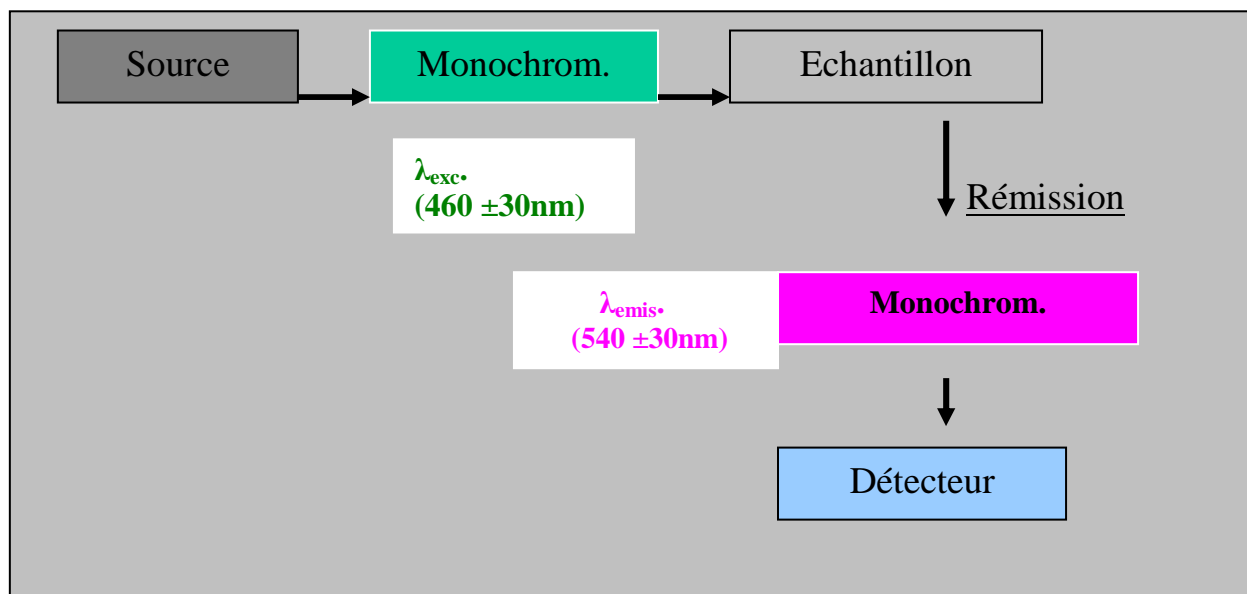 Source
Monochrom.
Echantillon
λexc.
(460 ±30nm)
Rémission
λemis.
(540 ±30nm)
Monochrom.
Détecteur